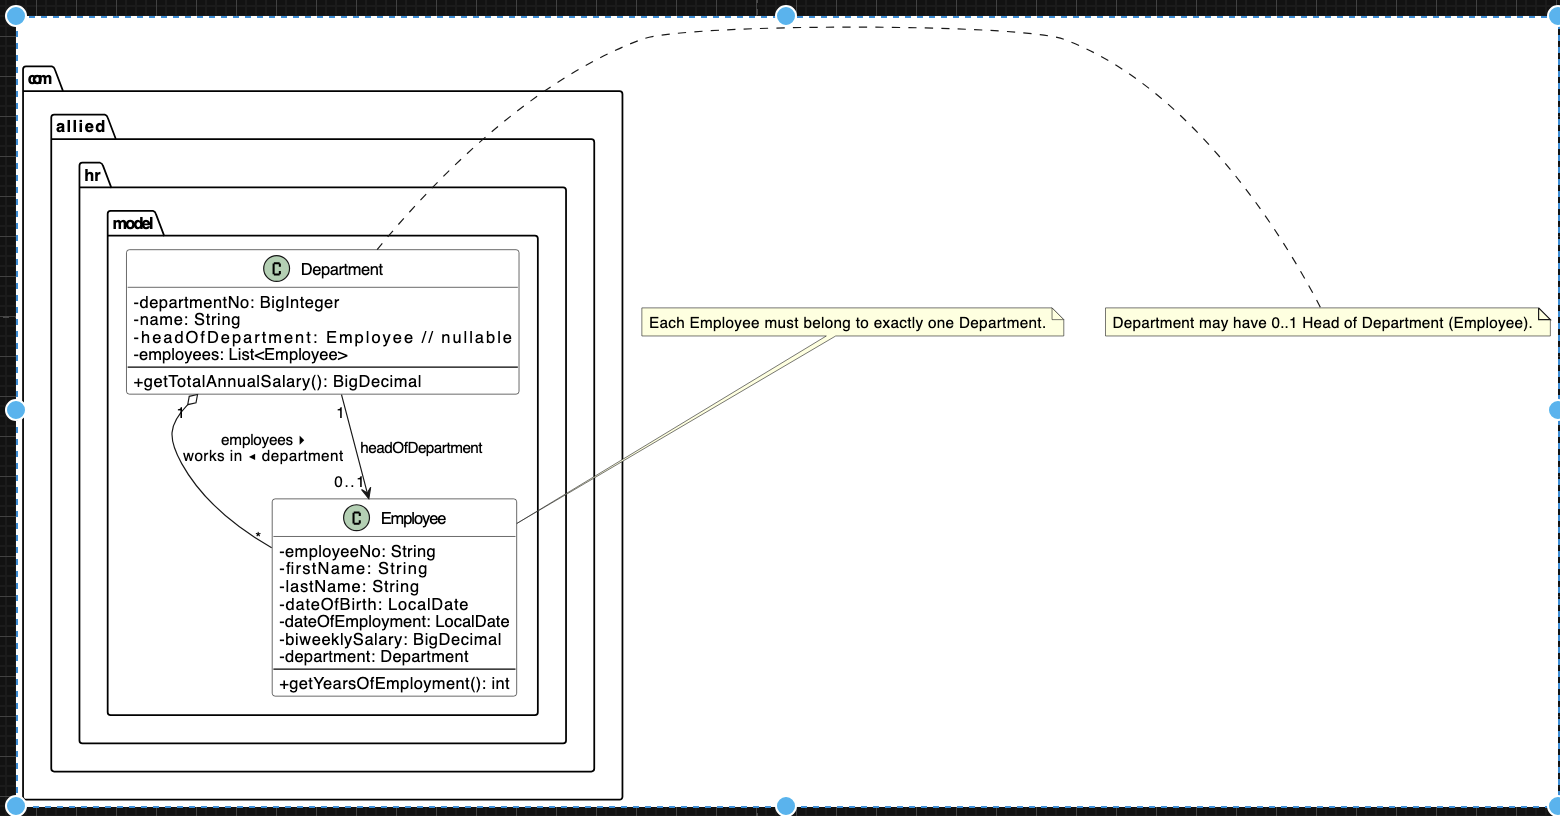 com
allied
hr
model
C Department
-departmentNo: BigInteger
-name: String
-headOfDepartment: Employee // nullable
-employees: List<Employee>
+getTotalAnnualSalary(): BigDecimal
Each Employee must belong to exactly one Department.
Department may have 0..1 Head of Department (Employee).
1
1
employees ▸
works in ◂ department
headOfDepartment
0..1
*
C Employee
-employeeNo: String
-firstName: String
-lastName: String
-dateOfBirth: LocalDate
-dateOfEmployment: LocalDate
-biweeklySalary: BigDecimal
-department: Department
+getYearsOfEmployment(): int